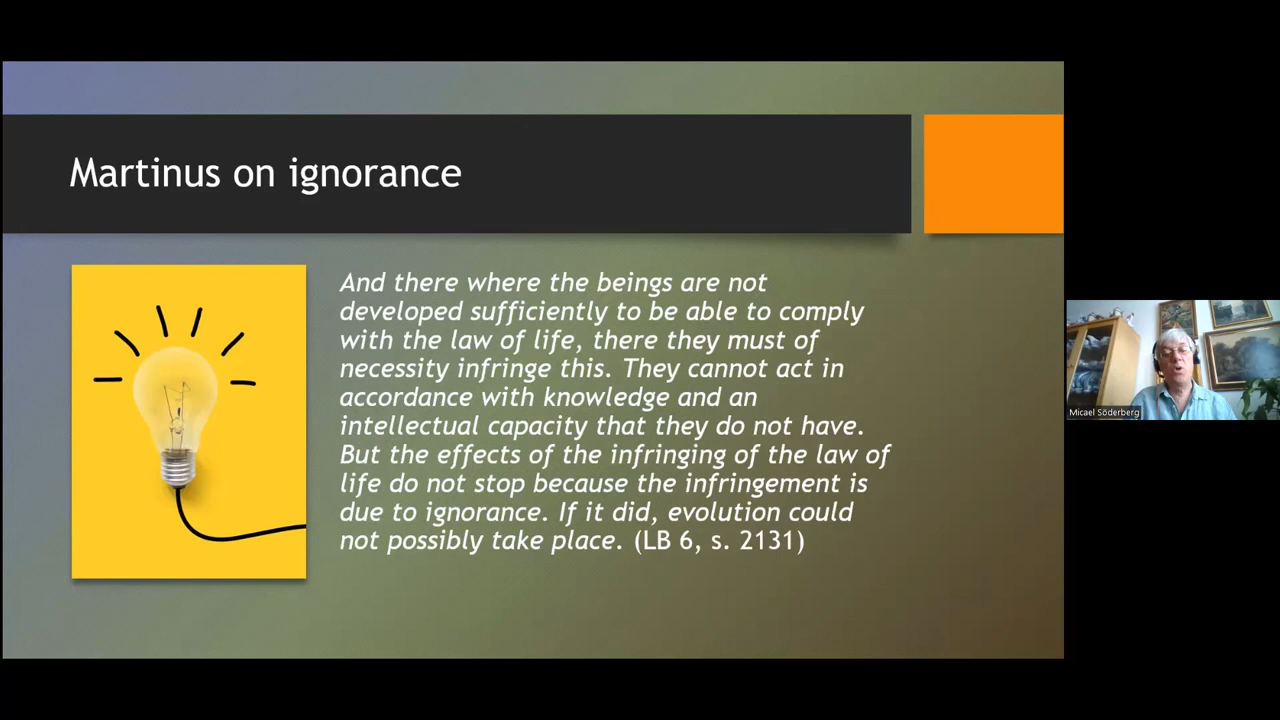 Martinus on ignorance
And there where the beings are not
developed sufficiently to be able to comply
with the law of life, there they must of
necessity infringe this. They cannot act in
accordance with knowledge and an
intellectual capacity that they do not have.
But the effects of the infringing of the law of
life do not stop because the infringement is
due to ignorance. If it did, evolution could
not possibly take place. (LB 6, s. 2131)
Micael Söderberg